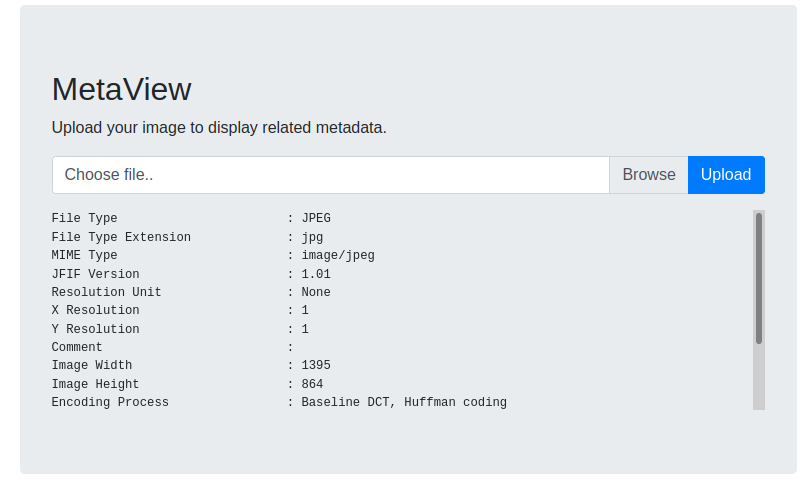 MetaView
Upload your image to display related metadata.
Choose file.. Browse Upload
File Type : JPEG
File Type Extension : jpg
MIME Type : image/jpeg
JFIF Version : 1.01
Resolution Unit : None
X Resolution : 1
Y Resolution : 1
Comment :
Image Width : 1395
Image Height : 864
Encoding Process : Baseline DCT, Huffman coding